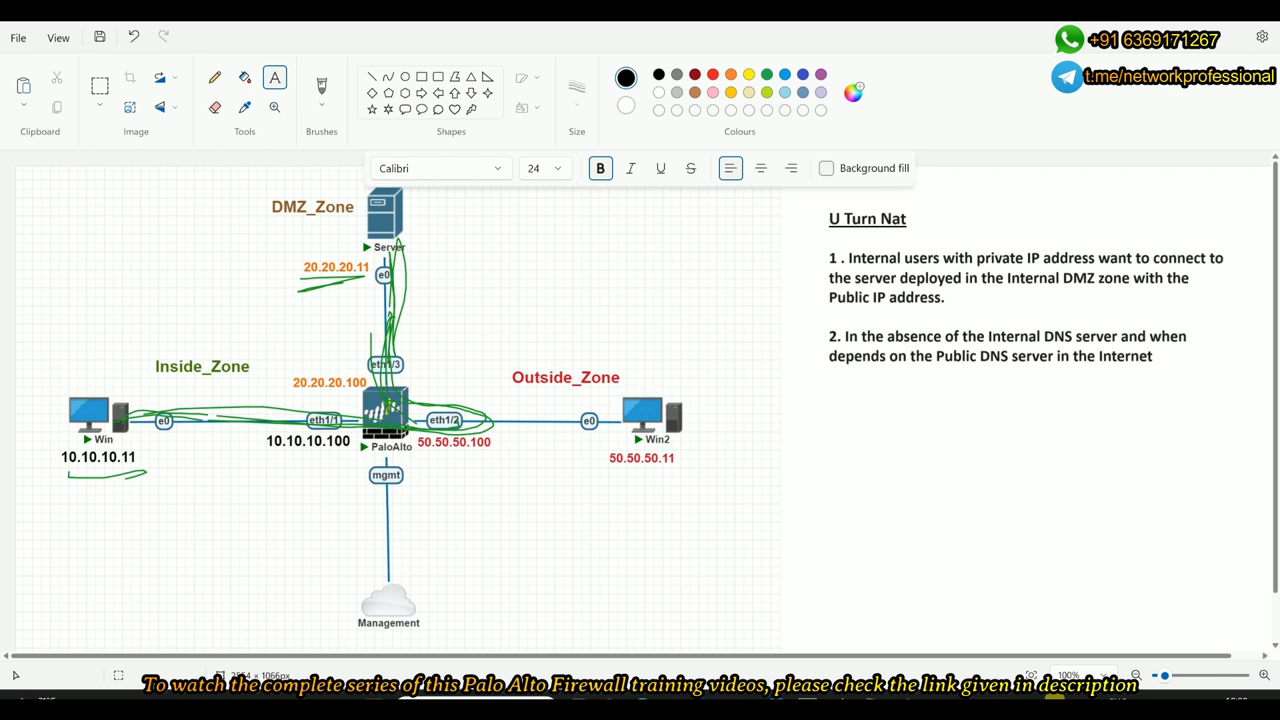 File
View
+91 6369171267
t.me/networkprofessional
A
Clipboard
Image
Tools
Brushes
Shapes
Size
Colours
Calibri
24
B
I
U
S
Background fill
DMZ_Zone
Server
20.20.20.11
e0
eth1/3
Inside_Zone
20.20.20.100
Outside_Zone
e0
eth1/1
eth1/2
e0
Win
10.10.10.100
PaloAlto
50.50.50.100
Win2
10.10.10.11
50.50.50.11
mgmt
Management
U Turn Nat
1 . Internal users with private IP address want to connect to
the server deployed in the Internal DMZ zone with the
Public IP address.
2. In the absence of the Internal DNS server and when
depends on the Public DNS server in the Internet
1066px
100%
To watch the complete series of this Palo Alto Firewall training videos, please check the link given in description